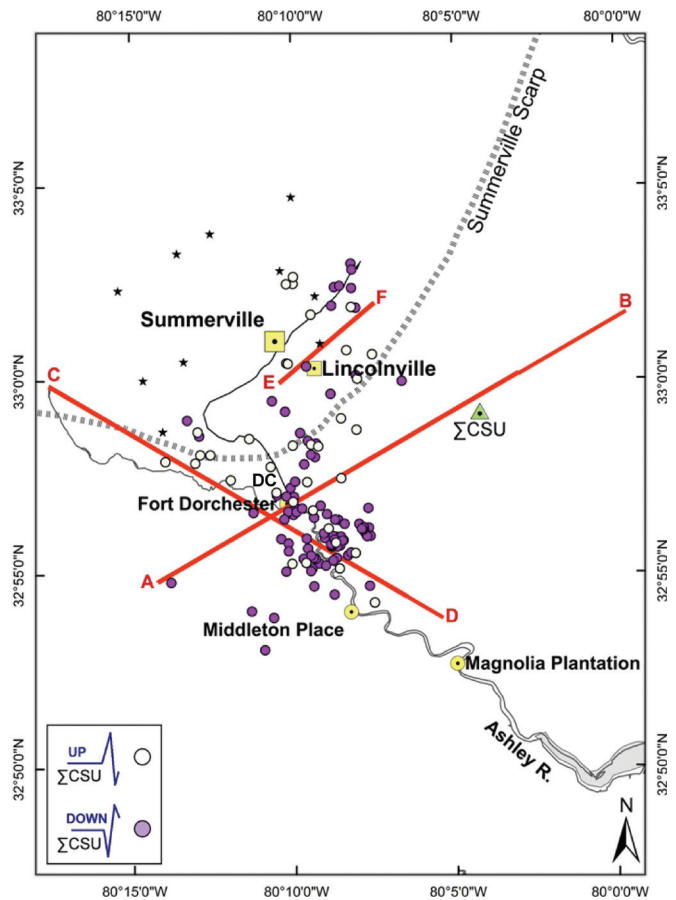 80°15'0"W 80°10'0"W 80°5'0"W 80°0'0"W
33°5'0"N
33°5'0"N
Summerville Scarp
F
B
Summerville
C
E
Lincolnville
33°0'0"N
33°0'0"N
∑CSU
DC
Fort Dorchester
A
32°55'0"N
32°55'0"N
D
Middleton Place
Magnolia Plantation
Ashley R.
32°50'0"N
32°50'0"N
UP
∑CSU
DOWN
∑CSU
N
80°15'0"W 80°10'0"W 80°5'0"W 80°0'0"W